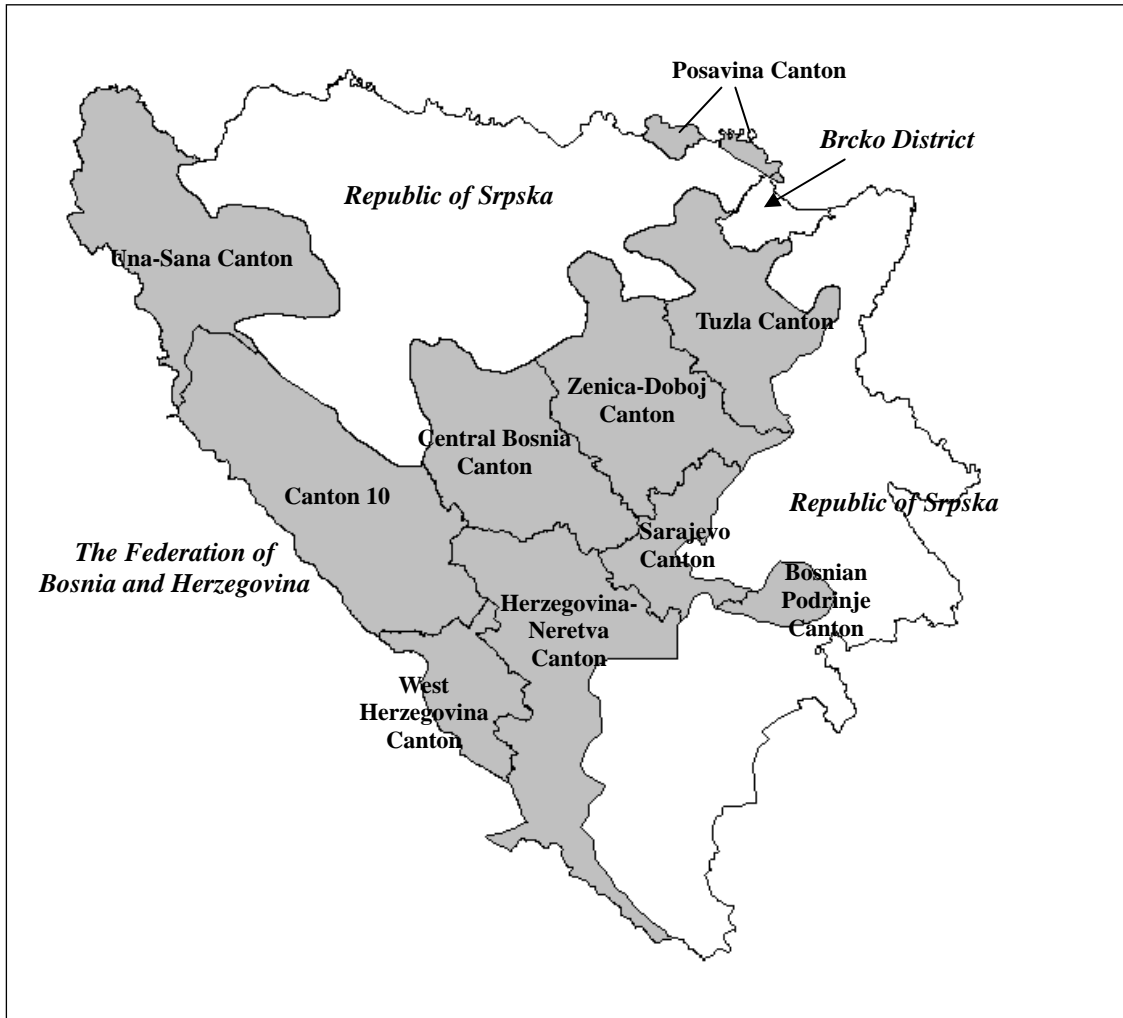 Posavina Canton
Brcko District
Republic of Srpska
Una-Sana Canton
Tuzla Canton
Zenica-Doboj
Canton
Central Bosnia
Canton
Canton 10
Republic of Srpska
Sarajevo
Canton
The Federation of
Bosnia and Herzegovina
Bosnian
Podrinje
Canton
Herzegovina-
Neretva
Canton
West
Herzegovina
Canton